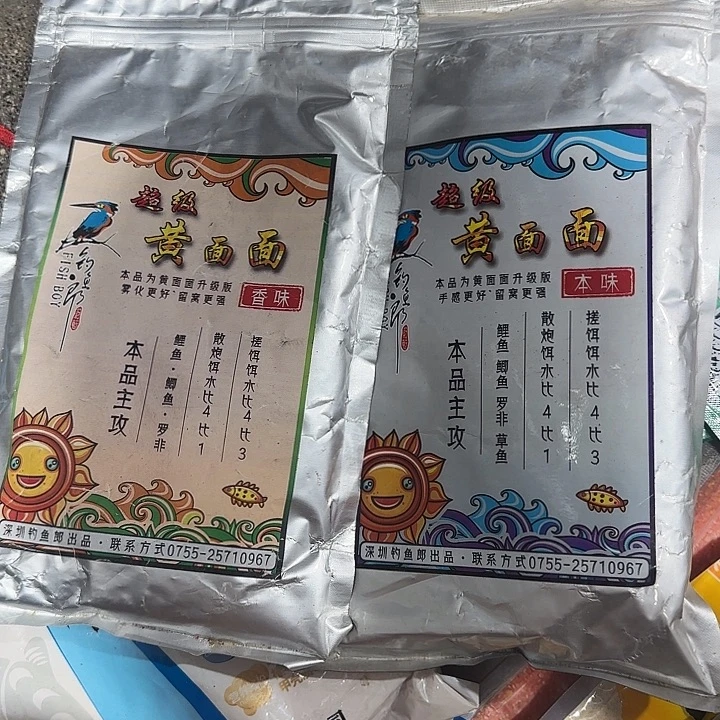 超级
黄面面
本品为黄面面升级版
雾化更好 留窝更强
香味
FISH BOY
钓鱼郎
本品主攻
鲤鱼·鲫鱼·罗非
散炮饵水比4比1
搓饵饵水比4比3
深圳钓鱼郎出品·联系方式0755-25710967
超级
黄面面
本品为黄面面升级版
手感更好 留窝更强
本味
本品主攻
鲤鱼 鲫鱼 罗非 草鱼
散炮饵水比4比1
搓饵饵水比4比3
深圳钓鱼郎出品·联系方式0755-25710967